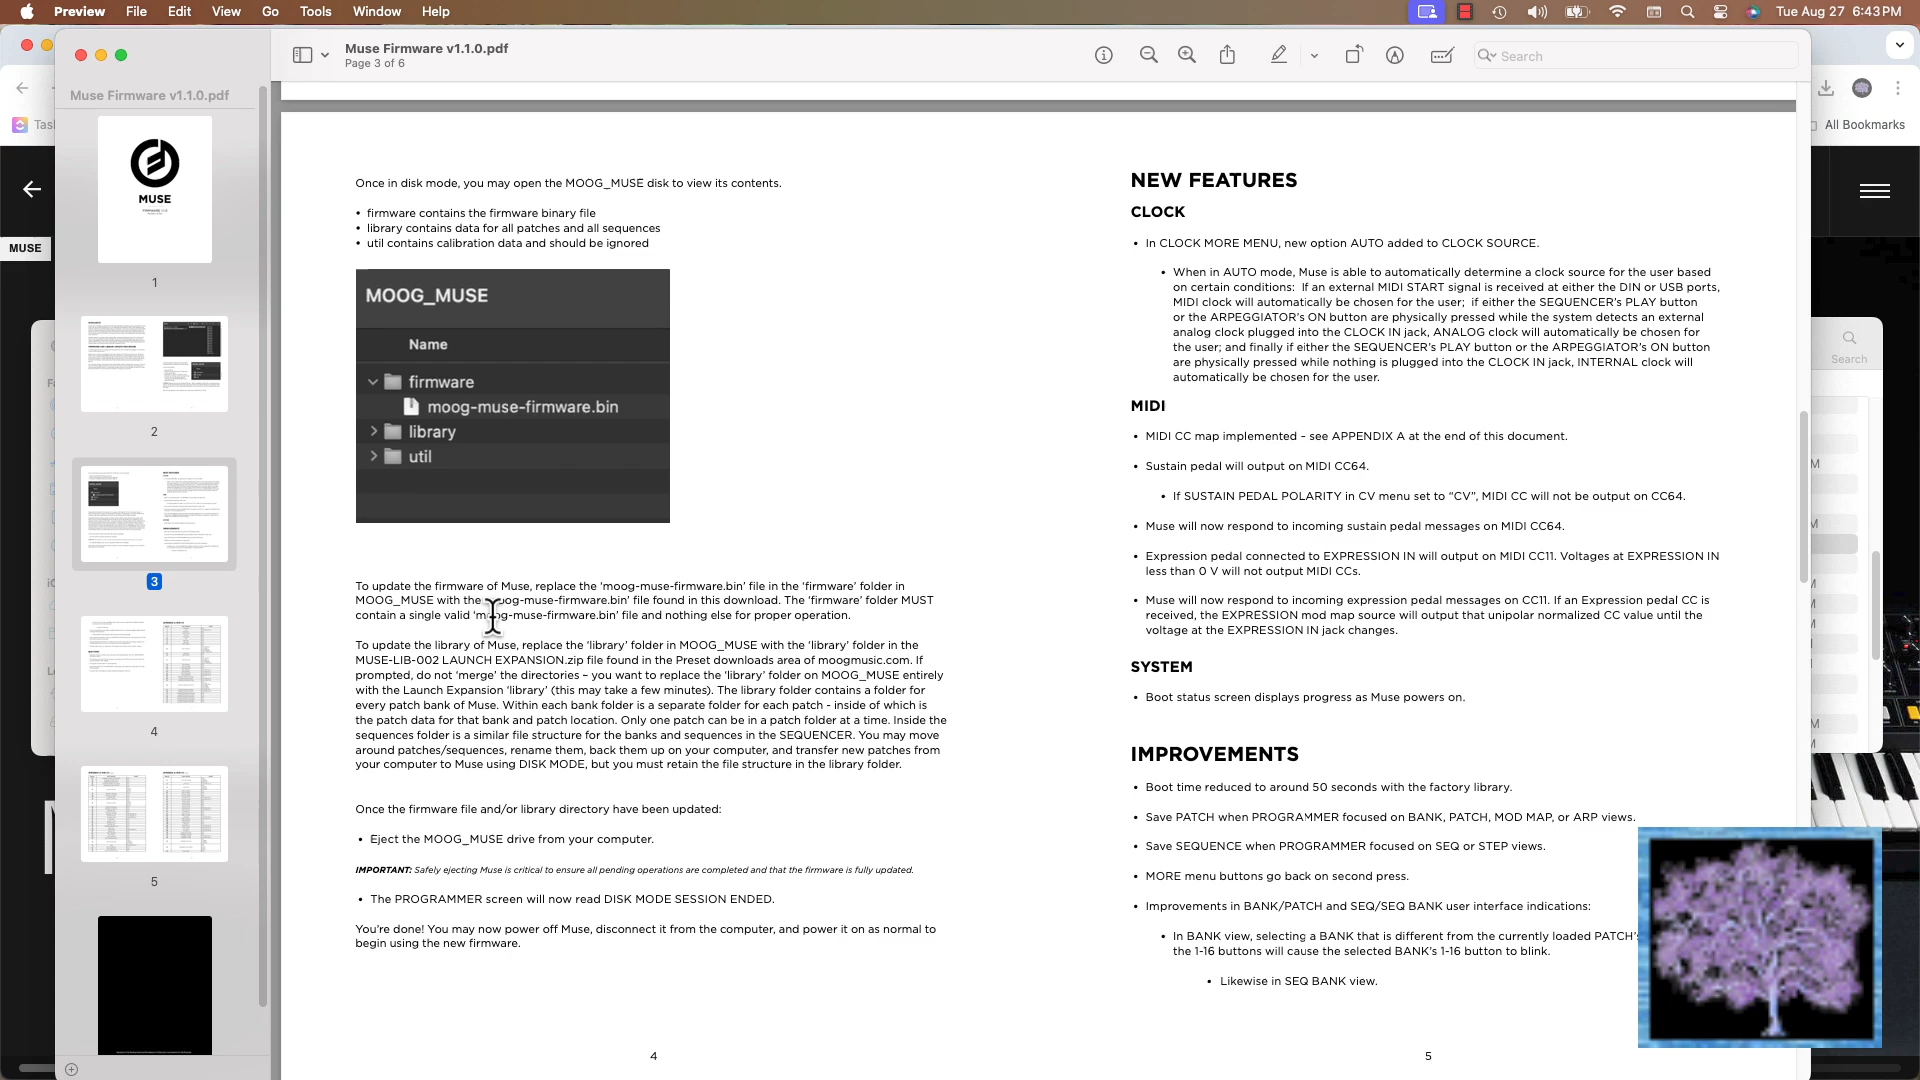 Preview File Edit View Go Tools Window Help
Tue Aug 27 6:43 PM
Muse Firmware v1.1.0.pdf
Page 3 of 6
Search
Muse Firmware v1.1.0.pdf
All Bookmarks
MUSE
MUSE
1
2
3
4
5
Search
Once in disk mode, you may open the MOOG_MUSE disk to view its contents.
• firmware contains the firmware binary file
• library contains data for all patches and all sequences
• util contains calibration data and should be ignored
MOOG_MUSE
Name
firmware
moog-muse-firmware.bin
library
util
To update the firmware of Muse, replace the ‘moog-muse-firmware.bin’ file in the ‘firmware’ folder in
MOOG_MUSE with the ‘moog-muse-firmware.bin’ file found in this download. The ‘firmware’ folder MUST
contain a single valid ‘moog-muse-firmware.bin’ file and nothing else for proper operation.
To update the library of Muse, replace the ‘library’ folder in MOOG_MUSE with the ‘library’ folder in the
MUSE-LIB-002 LAUNCH EXPANSION.zip file found in the Preset downloads area of moogmusic.com. If
prompted, do not ‘merge’ the directories – you want to replace the ‘library’ folder on MOOG_MUSE entirely
with the Launch Expansion ‘library’ (this may take a few minutes). The library folder contains a folder for
every patch bank of Muse. Within each bank folder is a separate folder for each patch - inside of which is
the patch data for that bank and patch location. Only one patch can be in a patch folder at a time. Inside the
sequences folder is a similar file structure for the banks and sequences in the SEQUENCER. You may move
around patches/sequences, rename them, back them up on your computer, and transfer new patches from
your computer to Muse using DISK MODE, but you must retain the file structure in the library folder.
Once the firmware file and/or library directory have been updated:
• Eject the MOOG_MUSE drive from your computer.
IMPORTANT: Safely ejecting Muse is critical to ensure all pending operations are completed and that the firmware is fully updated.
• The PROGRAMMER screen will now read DISK MODE SESSION ENDED.
You’re done! You may now power off Muse, disconnect it from the computer, and power it on as normal to
begin using the new firmware.
4
NEW FEATURES
CLOCK
• In CLOCK MORE MENU, new option AUTO added to CLOCK SOURCE.
• When in AUTO mode, Muse is able to automatically determine a clock source for the user based
on certain conditions: If an external MIDI START signal is received at either the DIN or USB ports,
MIDI clock will automatically be chosen for the user; if either the SEQUENCER’S PLAY button
or the ARPEGGIATOR’s ON button are physically pressed while the system detects an external
analog clock plugged into the CLOCK IN jack, ANALOG clock will automatically be chosen for
the user; and finally if either the SEQUENCER’s PLAY button or the ARPEGGIATOR’s ON button
are physically pressed while nothing is plugged into the CLOCK IN jack, INTERNAL clock will
automatically be chosen for the user.
MIDI
• MIDI CC map implemented – see APPENDIX A at the end of this document.
• Sustain pedal will output on MIDI CC64.
• If SUSTAIN PEDAL POLARITY in CV menu set to “CV”, MIDI CC will not be output on CC64.
• Muse will now respond to incoming sustain pedal messages on MIDI CC64.
• Expression pedal connected to EXPRESSION IN will output on MIDI CC11. Voltages at EXPRESSION IN
less than 0 V will not output MIDI CCs.
• Muse will now respond to incoming expression pedal messages on CC11. If an Expression pedal CC is
received, the EXPRESSION mod map source will output that unipolar normalized CC value until the
voltage at the EXPRESSION IN jack changes.
SYSTEM
• Boot status screen displays progress as Muse powers on.
IMPROVEMENTS
• Boot time reduced to around 50 seconds with the factory library.
• Save PATCH when PROGRAMMER focused on BANK, PATCH, MOD MAP, or ARP views.
• Save SEQUENCE when PROGRAMMER focused on SEQ or STEP views.
• MORE menu buttons go back on second press.
• Improvements in BANK/PATCH and SEQ/SEQ BANK user interface indications:
• In BANK view, selecting a BANK that is different from the currently loaded PATCH’s
the 1-16 buttons will cause the selected BANK’s 1-16 button to blink.
• Likewise in SEQ BANK view.
5